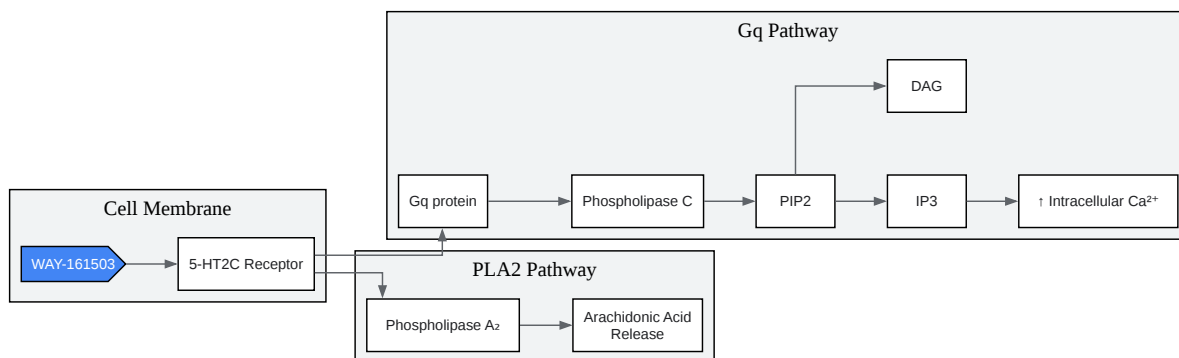 Gq Pathway
DAG
Gq protein
Phospholipase C
PIP2
IP3
↑ Intracellular Ca²⁺
Cell Membrane
WAY-161503
5-HT2C Receptor
PLA2 Pathway
Phospholipase A₂
Arachidonic Acid
Release